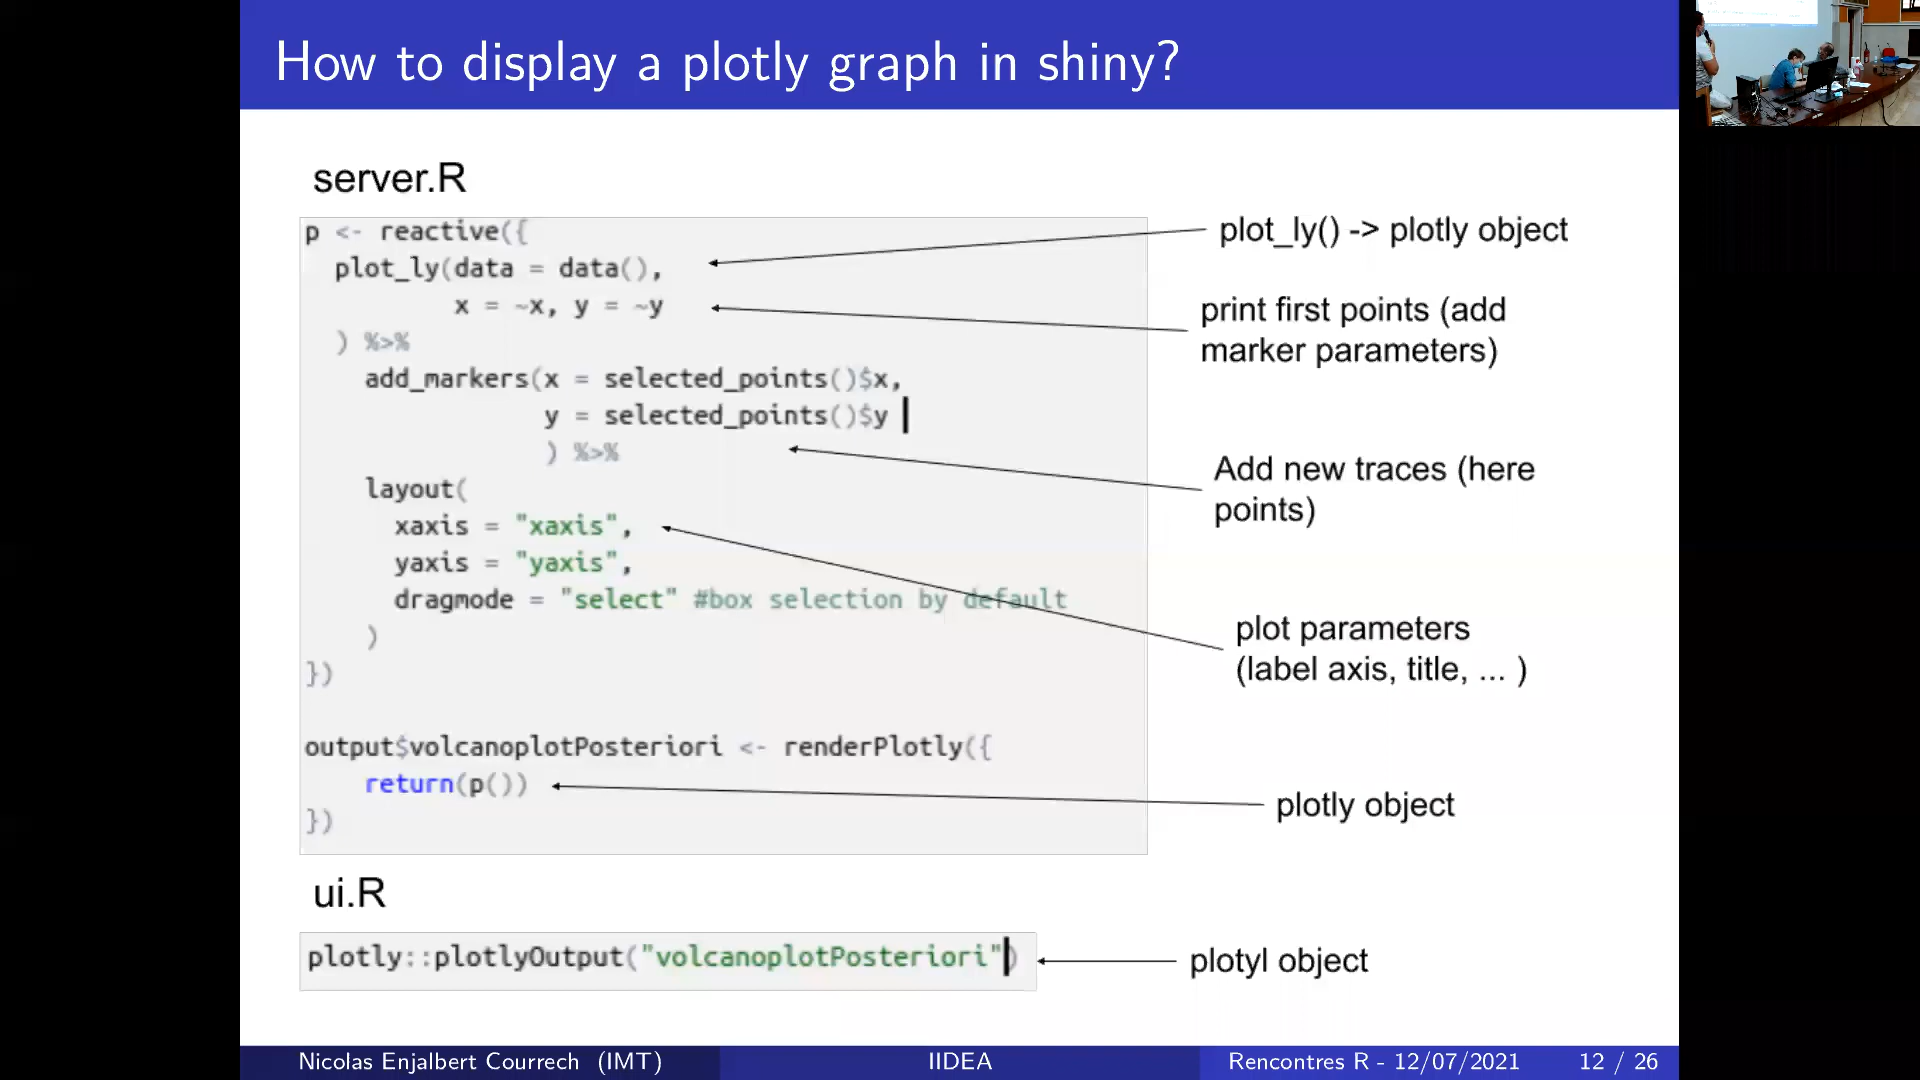 How to display a plotly graph in shiny?
server.R
p <- reactive({
plot_ly(data = data(),
x = ~x, y = ~y
) %>%
add_markers(x = selected_points()$x,
y = selected_points()$y
) %>%
layout(
xaxis = "xaxis",
yaxis = "yaxis",
dragmode = "select" #box selection by default
)
})
output$volcanoplotPosteriori <- renderPlotly({
return(p())
})
plot_ly() -> plotly object
print first points (add
marker parameters)
Add new traces (here
points)
plot parameters
(label axis, title, ... )
plotly object
ui.R
plotly::plotlyOutput("volcanoplotPosteriori")
plotyl object
Nicolas Enjalbert Courrech (IMT)
IIDEA
Rencontres R - 12/07/2021
12 / 26